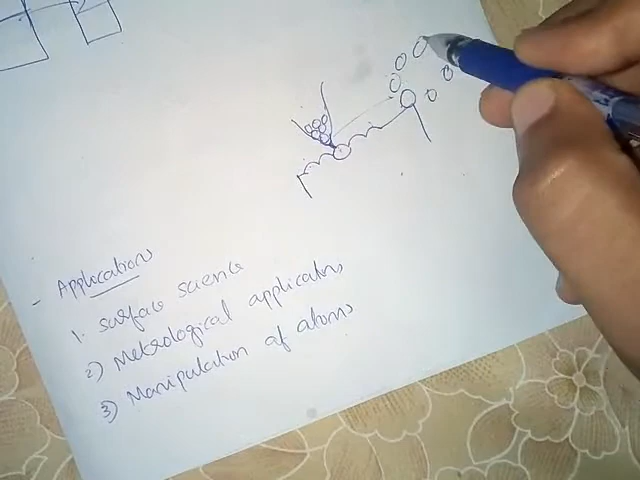 - Applications
1. Surface science
2) Metrological applications
3) Manipulation of atoms